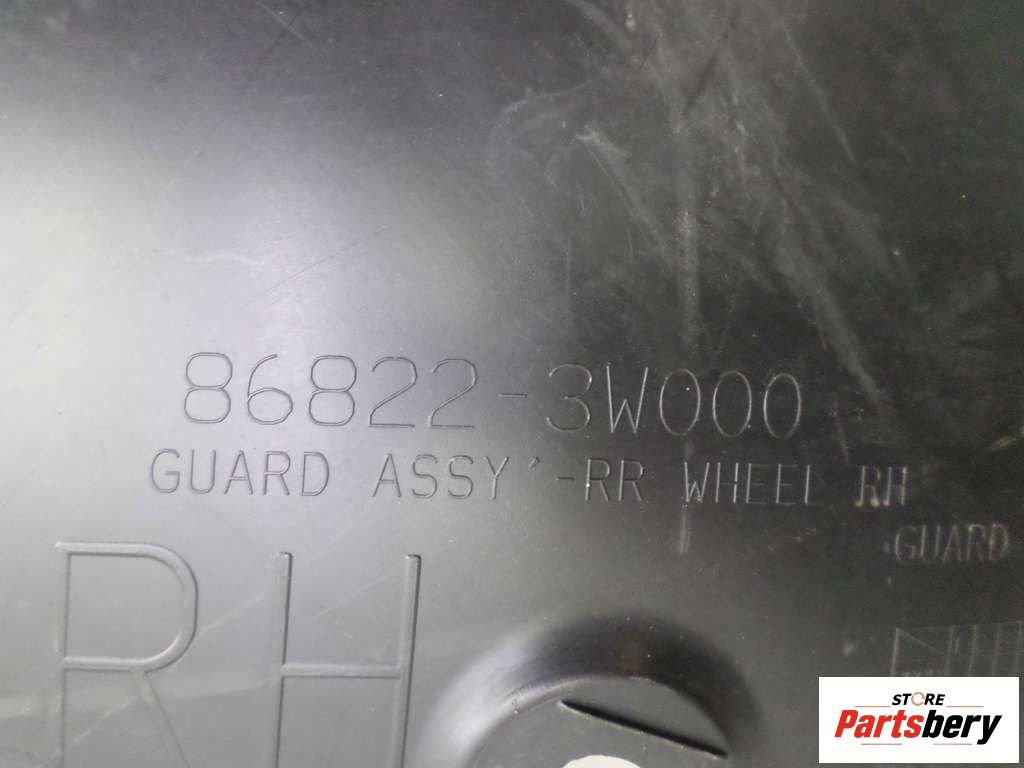 86822-3W000
GUARD ASSY'-RR WHEEL RH
GUARD
RH
STORE
Partsbery